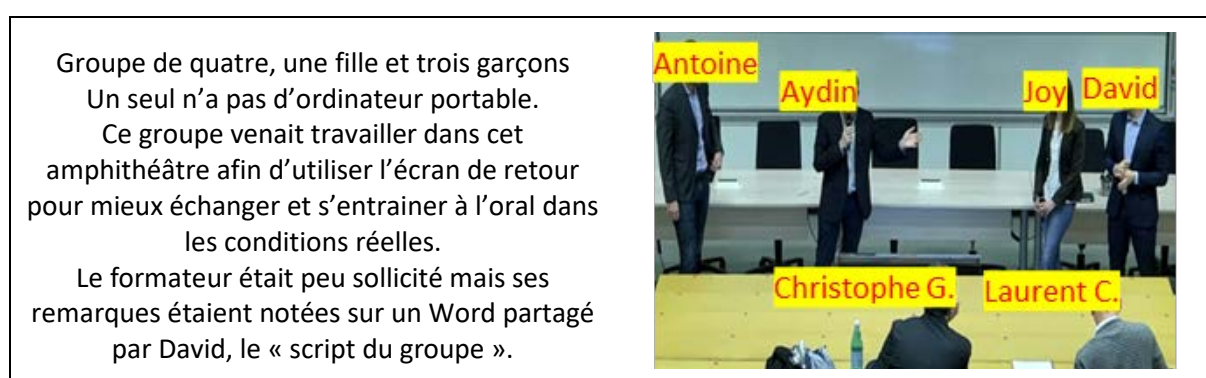 Groupe de quatre, une fille et trois garçons
Un seul n’a pas d’ordinateur portable.
Ce groupe venait travailler dans cet
amphithéâtre afin d’utiliser l’écran de retour
pour mieux échanger et s’entrainer à l’oral dans
les conditions réelles.
Le formateur était peu sollicité mais ses
remarques étaient notées sur un Word partagé
par David, le « script du groupe ».
Antoine
Aydin
Joy
David
Christophe G.
Laurent C.